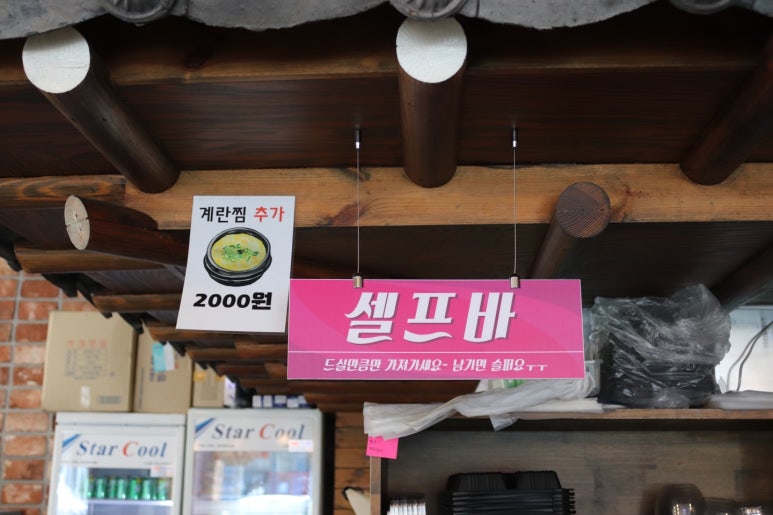 계란찜 추가
2000원
셀프바
드실만큼만 가져가세요~ 남기면 슬퍼요ㅜㅜ
Star Cool
Star Cool